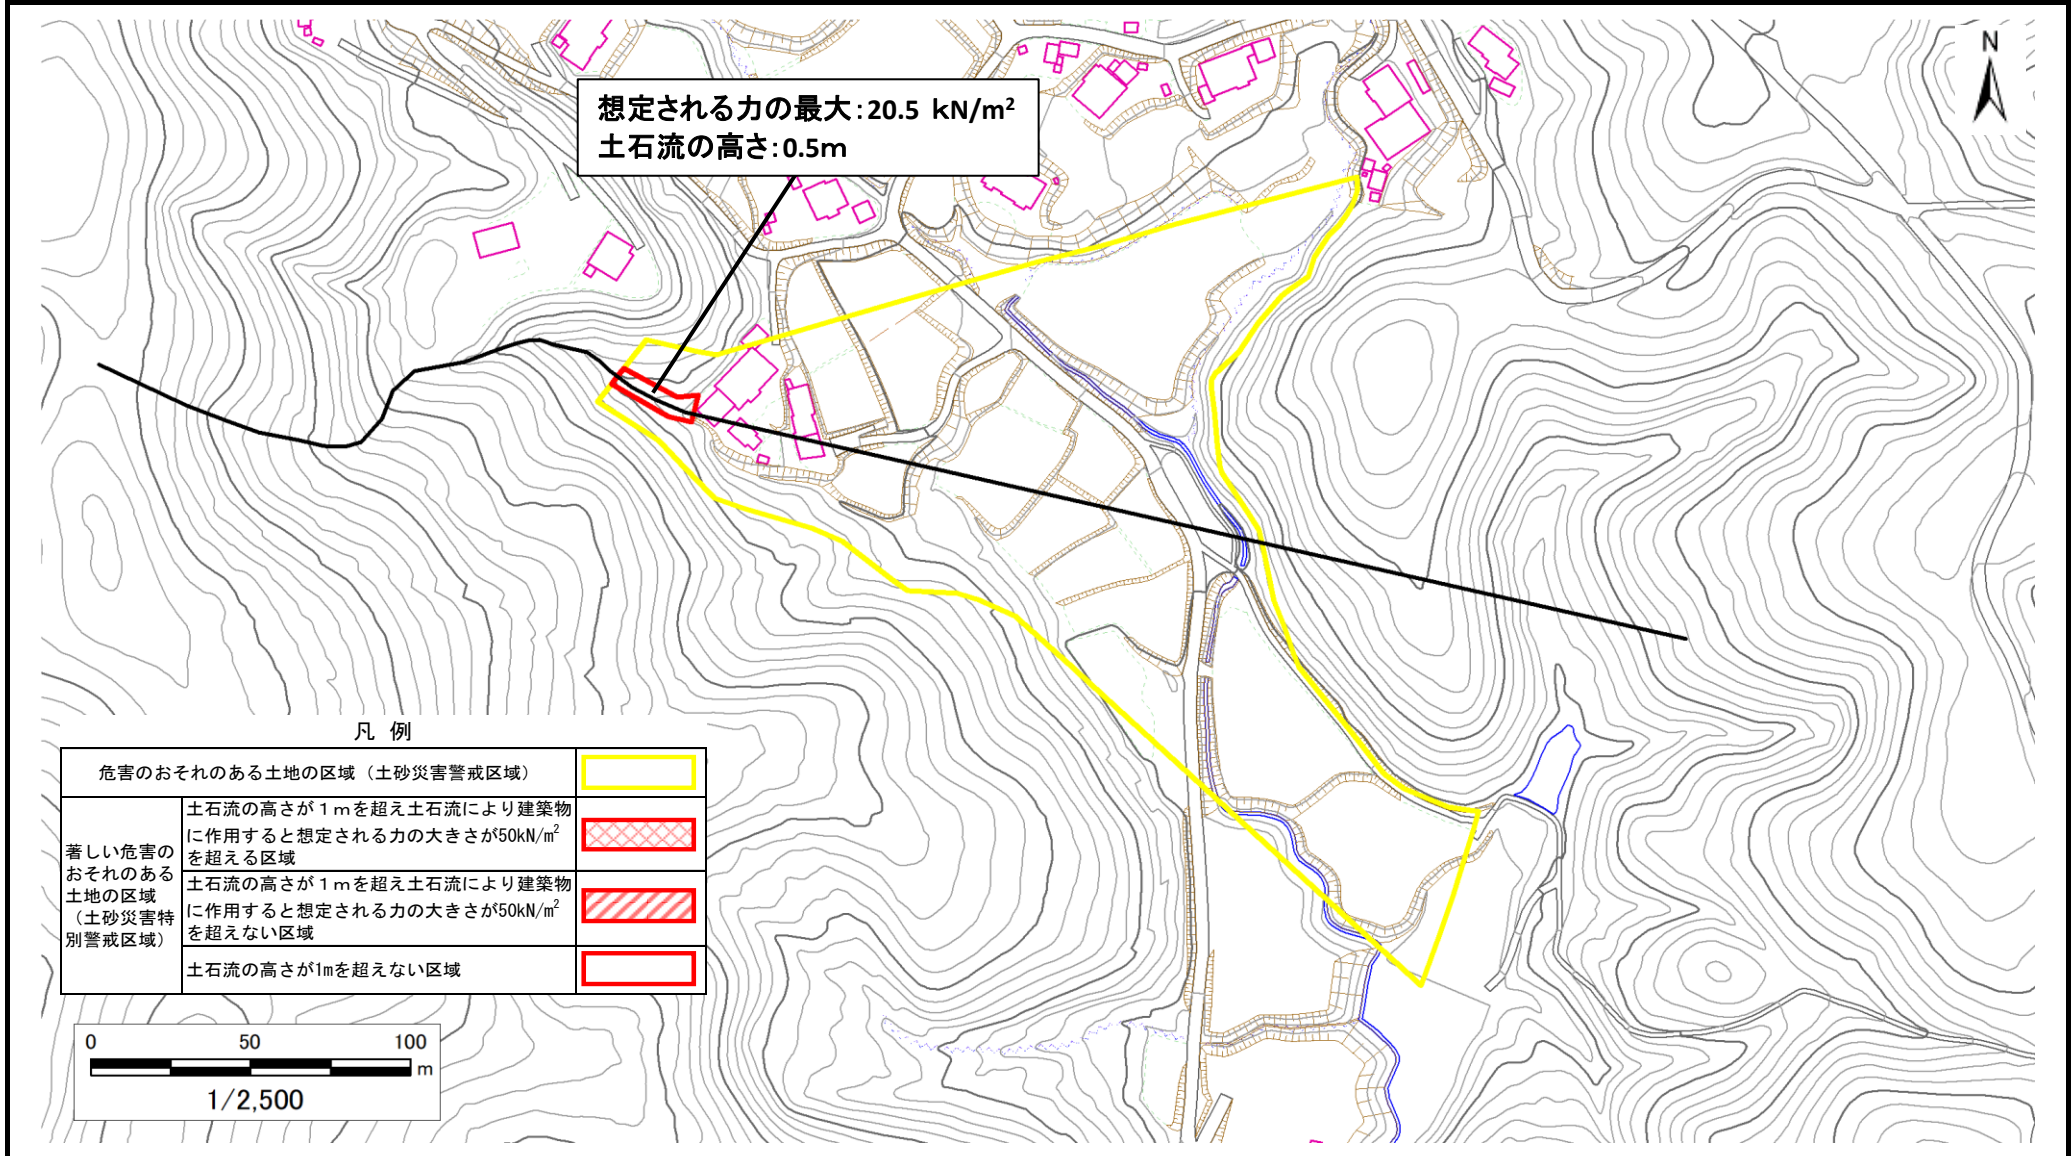 N
想定される力の最大：20.5 kN/m²
土石流の高さ：0.5m
凡 例
危害のおそれのある土地の区域（土砂災害警戒区域）
著しい危害の
おそれのある
土地の区域
（土砂災害特
別警戒区域）
土石流の高さが１ｍを超え土石流により建築物
に作用すると想定される力の大きさが50kN/㎡
を超える区域
土石流の高さが１ｍを超え土石流により建築物
に作用すると想定される力の大きさが50kN/㎡
を超えない区域
土石流の高さが1mを超えない区域
0 50 100
m
1/2,500